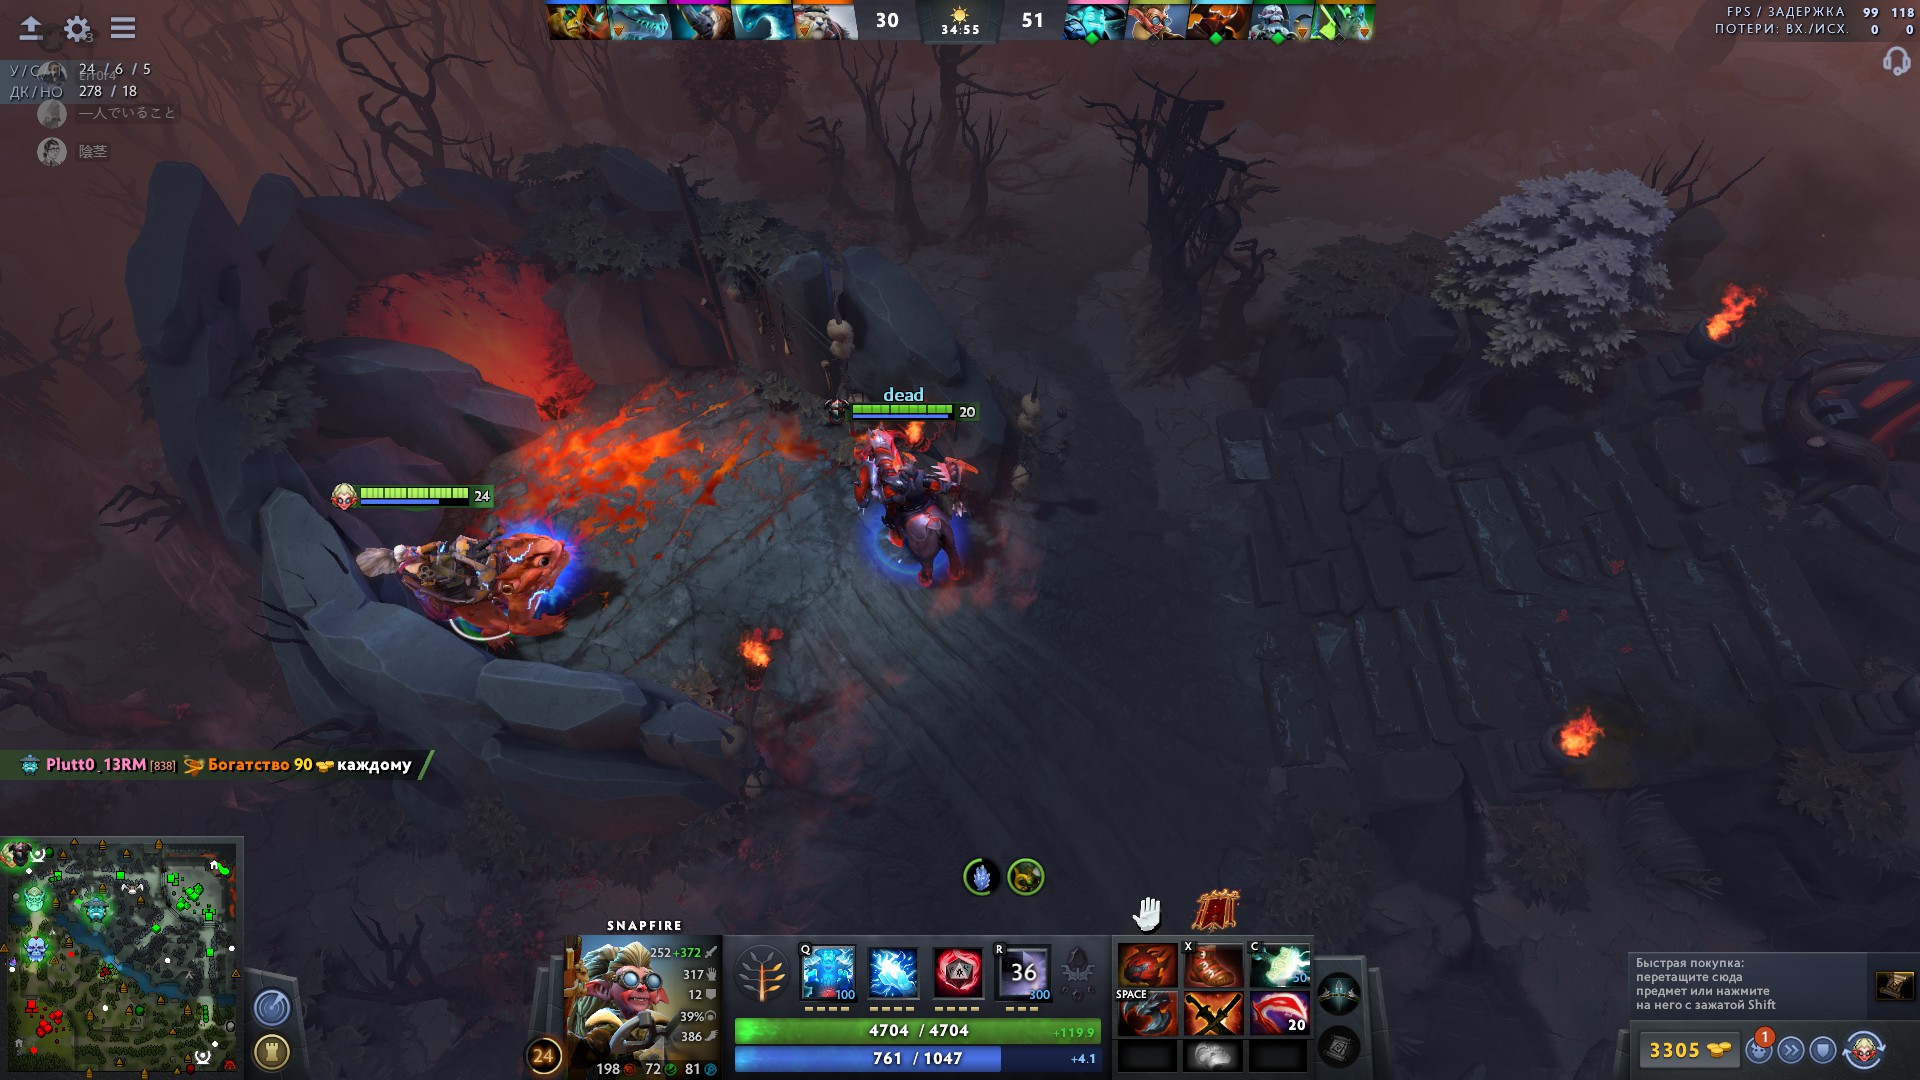 30
34:55
51
FPS / ЗАДЕРЖКА 99 118
ПОТЕРИ: ВХ./ИСХ. 0 0
24 / 6 / 5
Error4
ДК / НО 278 / 18
一人でいること
陰茎
dead
20
24
Plutt0_13RM [838] Богатство 90 каждому
SNAPFIRE
252 +372
317
12
39%
386
198 72 81
24
Q
100
R
36
300
4704 / 4704
+119.9
761 / 1047
+4.1
X
C
50
SPACE
20
Быстрая покупка:
перетащите сюда
предмет или нажмите
на него с зажатой Shift
3305
1